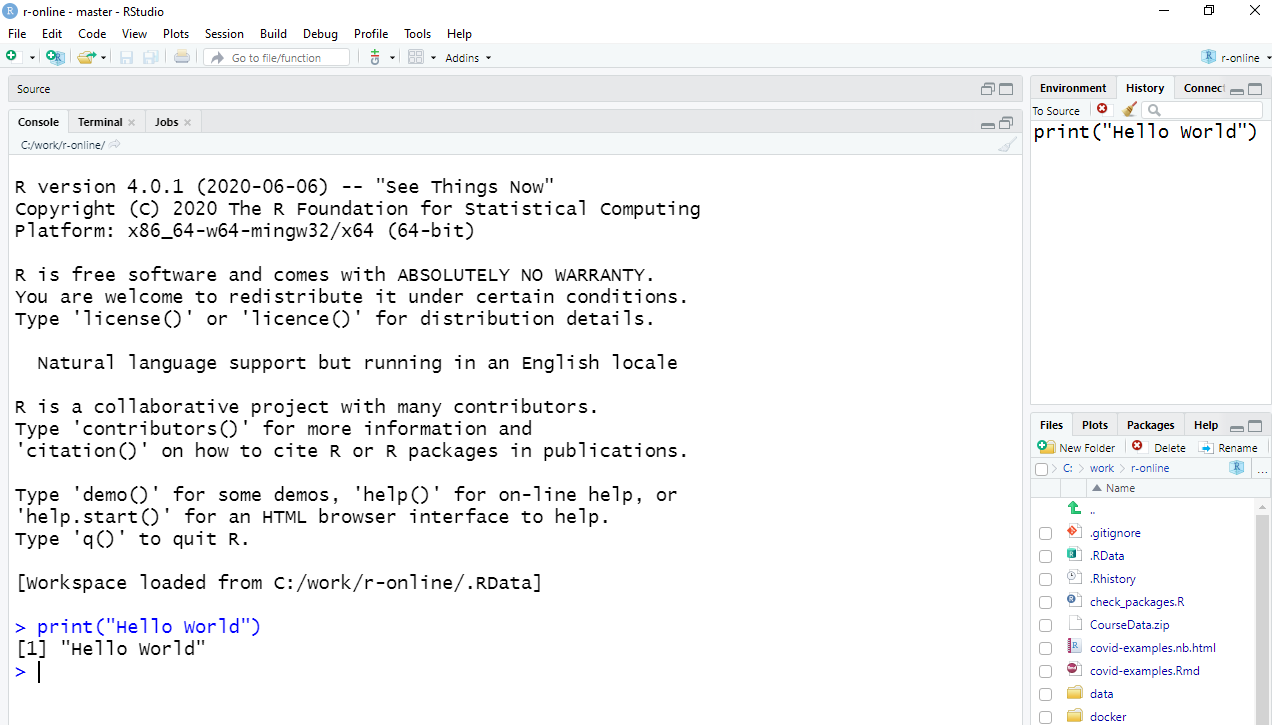 r-online - master - RStudio
File Edit Code View Plots Session Build Debug Profile Tools Help
Go to file/function Addins r-online
Source
Console Terminal Jobs
C:/work/r-online/
R version 4.0.1 (2020-06-06) -- "See Things Now"
Copyright (C) 2020 The R Foundation for Statistical Computing
Platform: x86_64-w64-mingw32/x64 (64-bit)
R is free software and comes with ABSOLUTELY NO WARRANTY.
You are welcome to redistribute it under certain conditions.
Type 'license()' or 'licence()' for distribution details.
Natural language support but running in an English locale
R is a collaborative project with many contributors.
Type 'contributors()' for more information and
'citation()' on how to cite R or R packages in publications.
Type 'demo()' for some demos, 'help()' for on-line help, or
'help.start()' for an HTML browser interface to help.
Type 'q()' to quit R.
[Workspace loaded from C:/work/r-online/.RData]
> print("Hello World")
[1] "Hello World"
>
Environment History Connec
To Source
print("Hello World")
Files Plots Packages Help
New Folder Delete Rename
C: work r-online ...
Name
..
.gitignore
.RData
.Rhistory
check_packages.R
CourseData.zip
covid-examples.nb.html
covid-examples.Rmd
data
docker